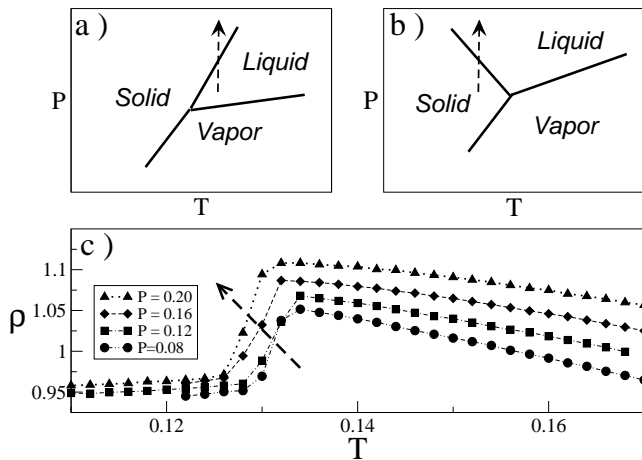 a ) b )
Liquid Liquid
P Solid P Solid
Vapor Vapor
T T
c )
1.1
P = 0.20
P = 0.16
P = 0.12
P=0.08
1.05
ρ
1
0.95
0.12 0.14 0.16
T